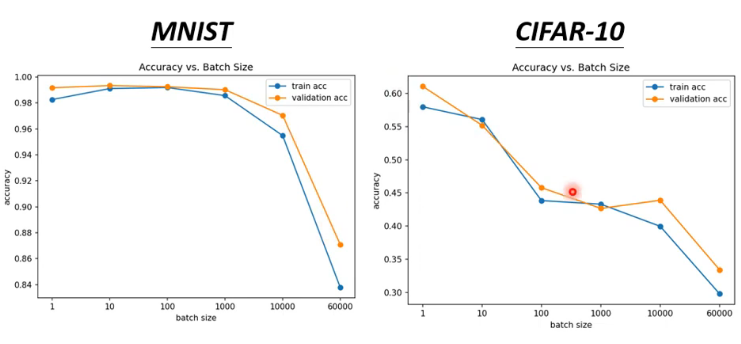 MNIST
Accuracy vs. Batch Size
1.00
0.98
0.96
0.94
0.92
0.90
0.88
0.86
0.84
accuracy
train acc
validation acc
1 10 100 1000 10000 60000
batch size
CIFAR-10
Accuracy vs. Batch Size
0.60
0.55
0.50
0.45
0.40
0.35
0.30
accuracy
train acc
validation acc
1 10 100 1000 10000 60000
batch size